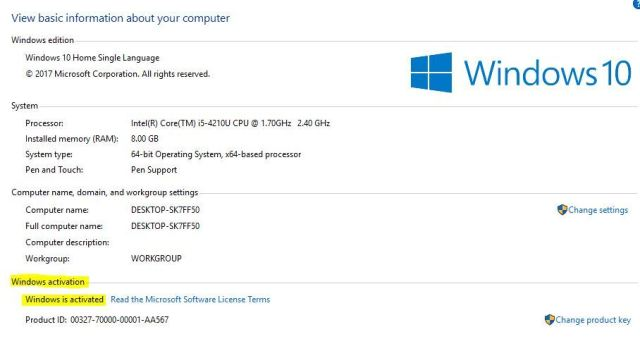 View basic information about your computer
Windows edition
Windows 10 Home Single Language
© 2017 Microsoft Corporation. All rights reserved.
Windows 10
System
Processor: Intel(R) Core(TM) i5-4210U CPU @ 1.70GHz 2.40 GHz
Installed memory (RAM): 8.00 GB
System type: 64-bit Operating System, x64-based processor
Pen and Touch: Pen Support
Computer name, domain, and workgroup settings
Computer name: DESKTOP-SK7FF50 Change settings
Full computer name: DESKTOP-SK7FF50
Computer description:
Workgroup: WORKGROUP
Windows activation
Windows is activated Read the Microsoft Software License Terms
Product ID: 00327-70000-00001-AA567 Change product key